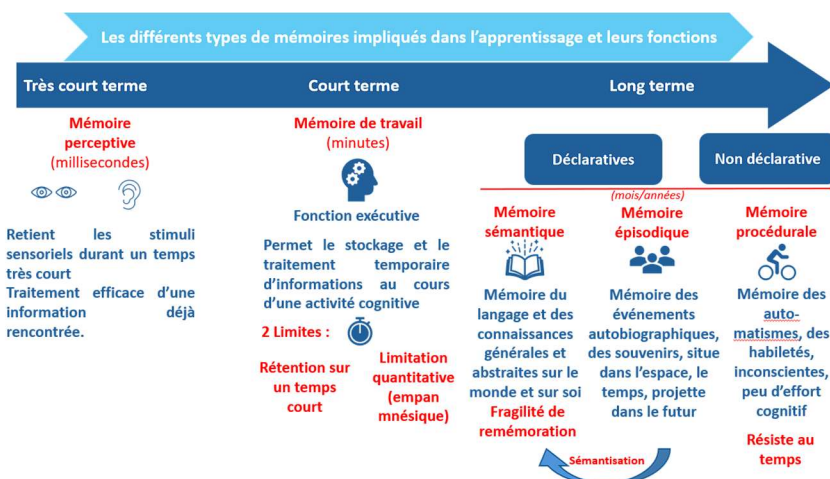 Les différents types de mémoires impliqués dans l'apprentissage et leurs fonctions
Très court terme
Court terme
Long terme
Mémoire
perceptive
(millisecondes)
Retient les stimuli
sensoriels durant un temps
très court
Traitement efficace d'une
information déjà
rencontrée.
Mémoire de travail
(minutes)
Fonction exécutive
Permet le stockage et le
traitement temporaire
d'informations au cours
d'une activité cognitive
2 Limites :
Rétention sur
un temps
court
Limitation
quantitative
(empan
mnésique)
Déclaratives
Non déclarative
(mois/années)
Mémoire
sémantique
Mémoire du
langage et des
connaissances
générales et
abstraites sur le
monde et sur soi
Fragilité de
remémoration
Mémoire
épisodique
Mémoire des
événements
autobiographiques,
des souvenirs, situe
dans l'espace, le
temps, projette
dans le futur
Sémantisation
Mémoire
procédurale
Mémoire des
auto-
matismes, des
habiletés,
inconscientes,
peu d'effort
cognitif
Résiste au
temps